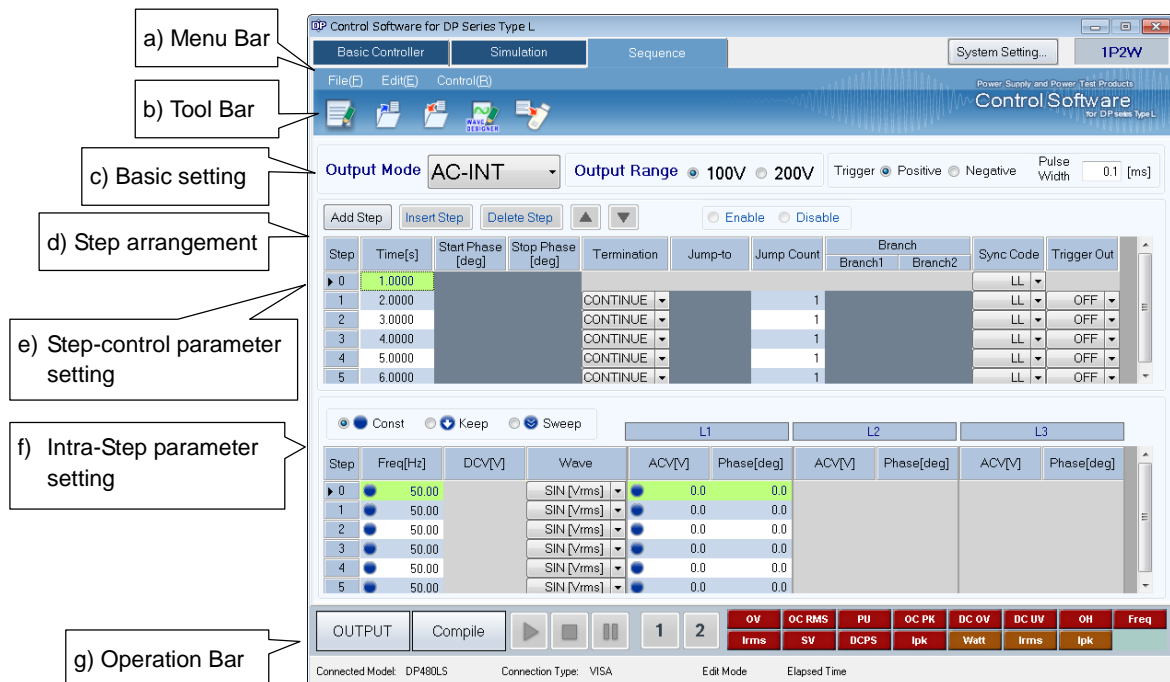 DP Control Software for DP Series Type L
a) Menu Bar
Basic Controller Simulation Sequence System Setting... 1P2W
File(F) Edit(E) Control(R)
Power Supply and Power Test Products
Control Software
for DP series Type L
b) Tool Bar
WAVE DESIGNER
c) Basic setting
Output Mode AC-INT Output Range 100V 200V Trigger Positive Negative Pulse Width 0.1 [ms]
d) Step arrangement
Add Step Insert Step Delete Step Enable Disable
Step Time[s] Start Phase [deg] Stop Phase [deg] Termination Jump-to Jump Count Branch Branch1 Branch2 Sync Code Trigger Out
0 1.0000 LL
1 2.0000 CONTINUE 1 LL OFF
2 3.0000 CONTINUE 1 LL OFF
3 4.0000 CONTINUE 1 LL OFF
4 5.0000 CONTINUE 1 LL OFF
5 6.0000 CONTINUE 1 LL OFF
e) Step-control parameter
setting
f) Intra-Step parameter
setting
Const Keep Sweep L1 L2 L3
Step Freq[Hz] DCV[V] Wave ACV[V] Phase[deg] ACV[V] Phase[deg] ACV[V] Phase[deg]
0 50.00 SIN [Vrms] 0.0 0.0
1 50.00 SIN [Vrms] 0.0 0.0
2 50.00 SIN [Vrms] 0.0 0.0
3 50.00 SIN [Vrms] 0.0 0.0
4 50.00 SIN [Vrms] 0.0 0.0
5 50.00 SIN [Vrms] 0.0 0.0
g) Operation Bar
OUTPUT Compile 1 2
OV OC RMS PU OC PK DC OV DC UV OH Freq
Irms SV DCPS Ipk Watt Irms Ipk
Connected Model: DP480LS Connection Type: VISA Edit Mode Elapsed Time